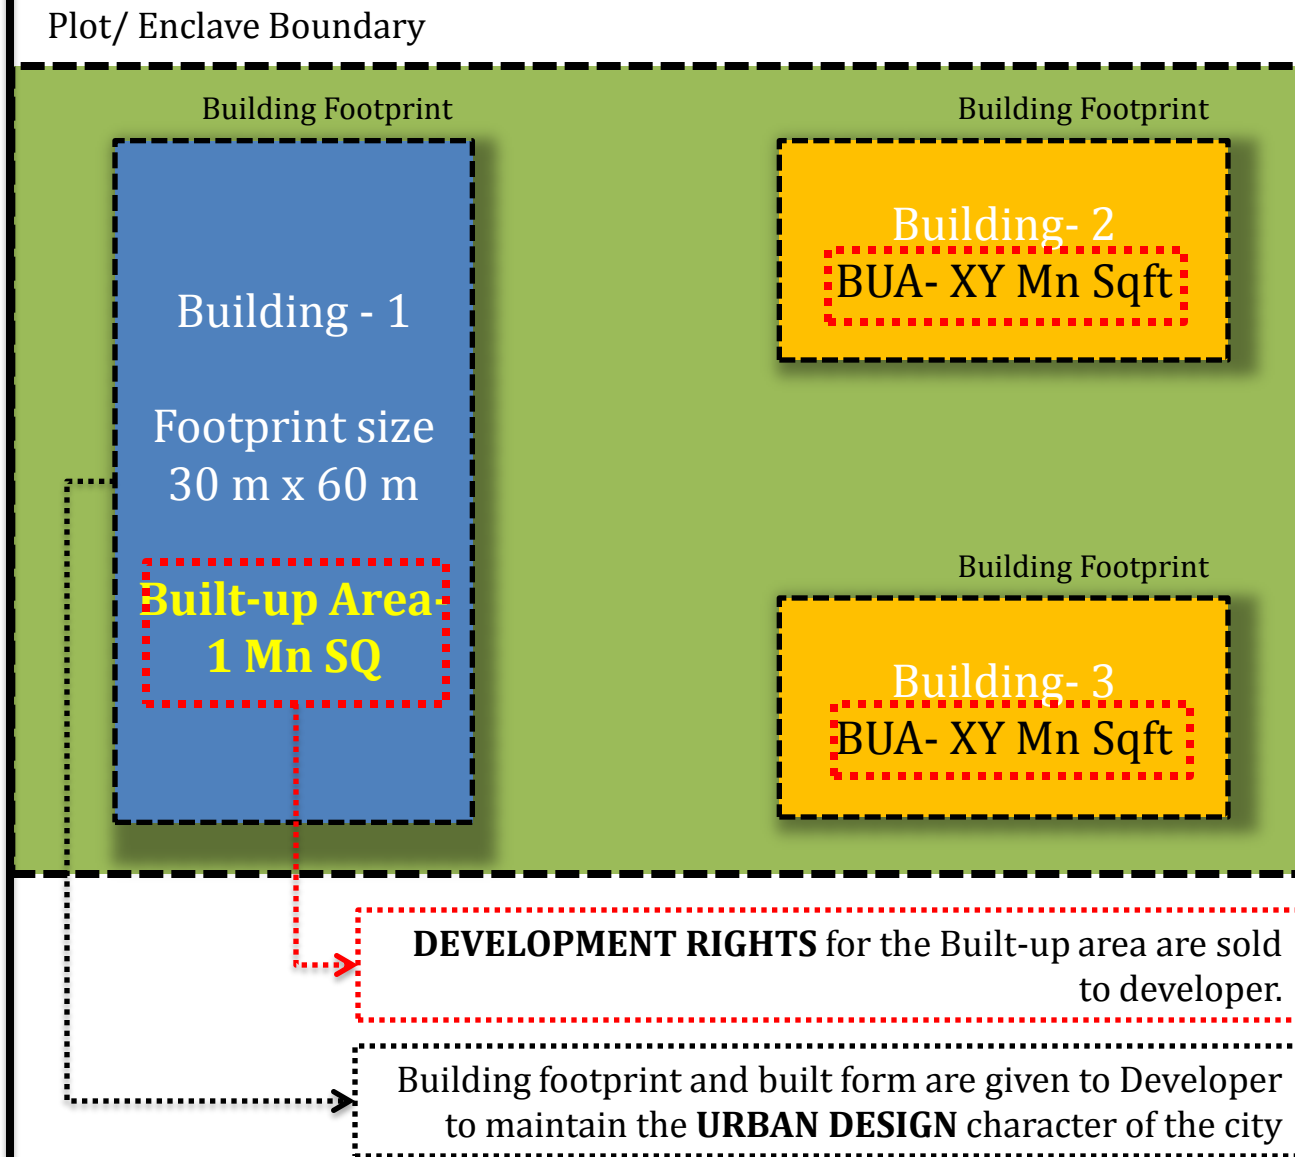 Plot/ Enclave Boundary
Building Footprint
Building - 1
Footprint size
30 m x 60 m
Built-up Area-
1 Mn SQ
Building Footprint
Building- 2
BUA- XY Mn Sqft
Building Footprint
Building- 3
BUA- XY Mn Sqft
DEVELOPMENT RIGHTS for the Built-up area are sold
to developer.
Building footprint and built form are given to Developer
to maintain the URBAN DESIGN character of the city